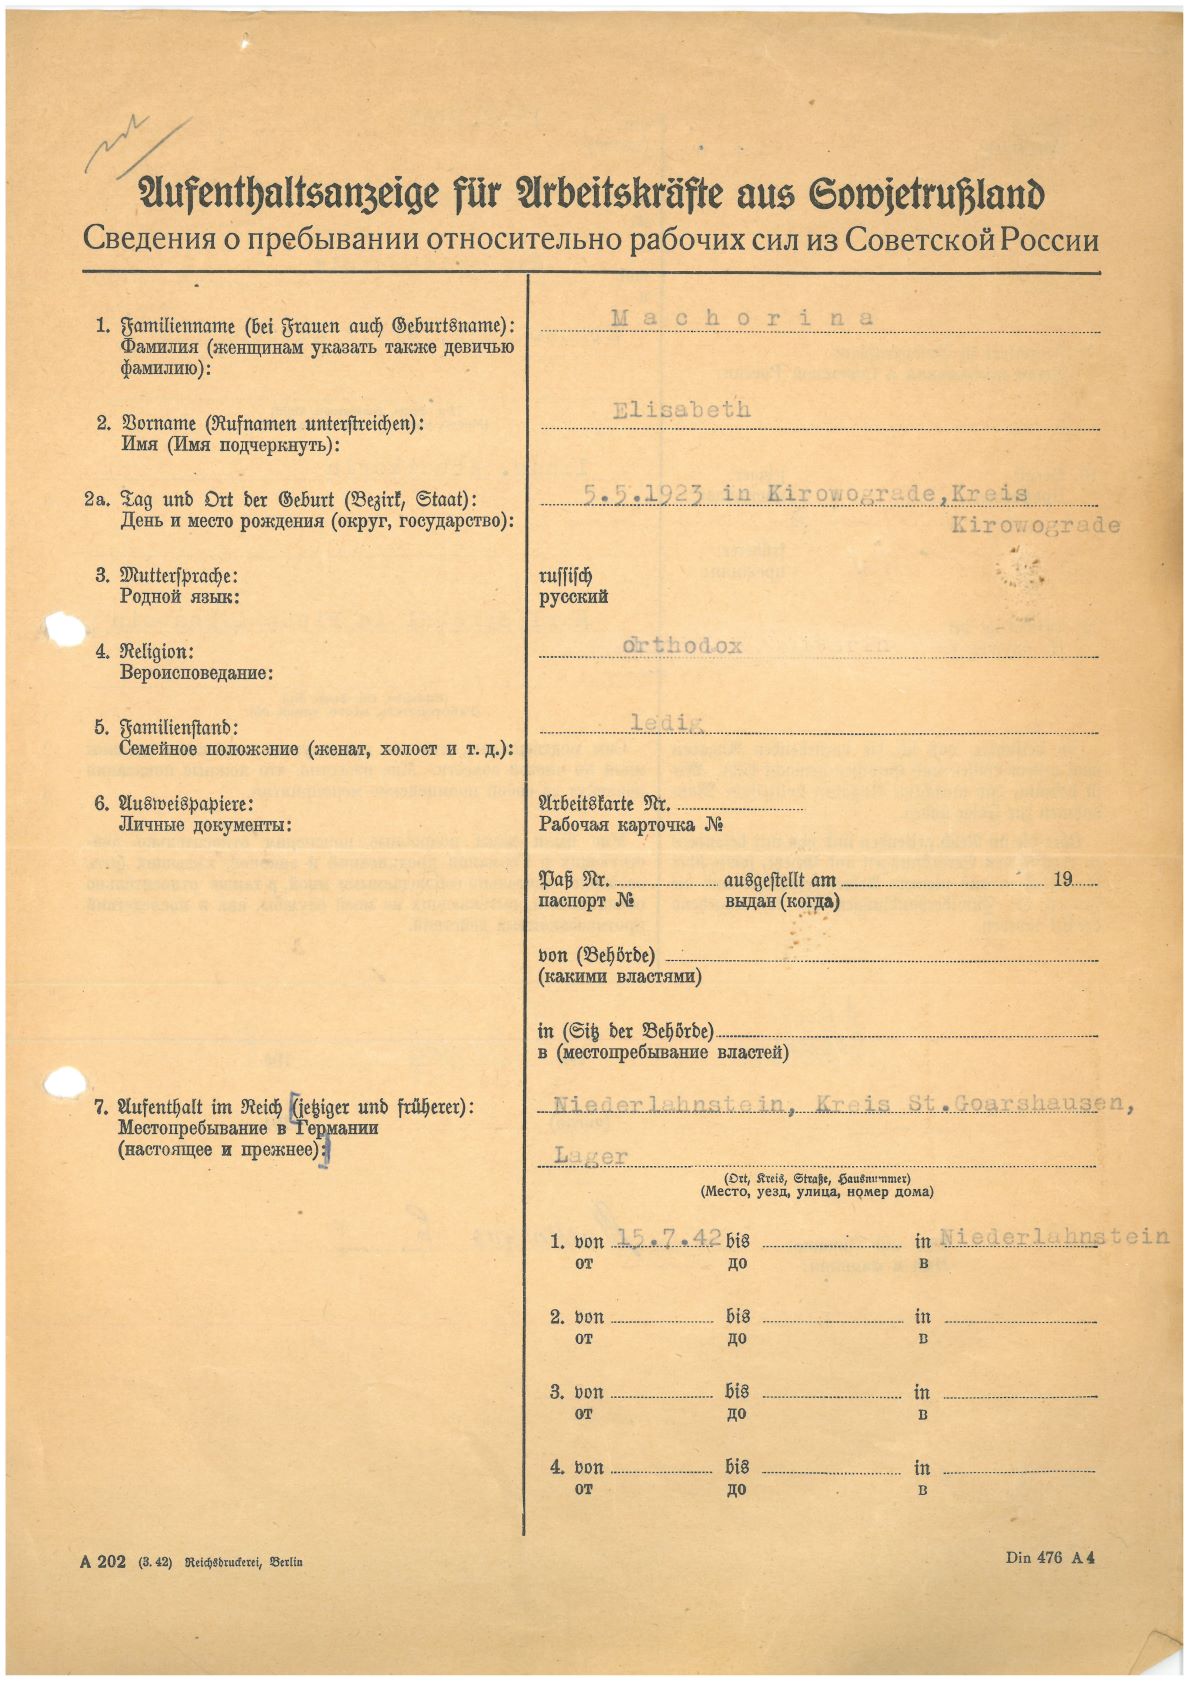 Aufenthaltsanzeige für Arbeitskräfte aus Sowjetrußland
Сведения о пребывании относительно рабочих сил из Советской России
1. Familienname (bei Frauen auch Geburtsname): Machorina
Фамилия (женщинам указать также девичью
фамилию):
2. Vorname (Rufnamen unterstreichen): Elisabeth
Имя (Имя подчеркнуть):
2a. Tag und Ort der Geburt (Bezirk, Staat): 5.5.1923 in Kirowograde,Kreis
День и место рождения (округ, государство): Kirowograde
3. Muttersprache: russisch
Родной язык: русский
4. Religion: orthodox
Вероисповедание:
5. Familienstand: ledig
Семейное положение (женат, холост и т. д.):
6. Ausweispapiere: Arbeitskarte Nr.
Личные документы: Рабочая карточка №
Paß Nr. ausgestellt am 19
паспорт № выдан (когда)
von (Behörde)
(какими властями)
in (Sitz der Behörde)
в (местопребывание властей)
7. Aufenthalt im Reich (jetziger und früherer): Niederlahnstein, Kreis St.Goarshausen,
Местопребывание в Германии
(настоящее и прежнее): Lager
(Ort, Kreis, Straße, Hausnummer)
(Место, уезд, улица, номер дома)
1. von 15.7.42 bis in Niederlahnstein
от до в
2. von bis in
от до в
3. von bis in
от до в
4. von bis in
от до в
A 202 (3. 42) Reichsdruckerei, Berlin Din 476 A 4